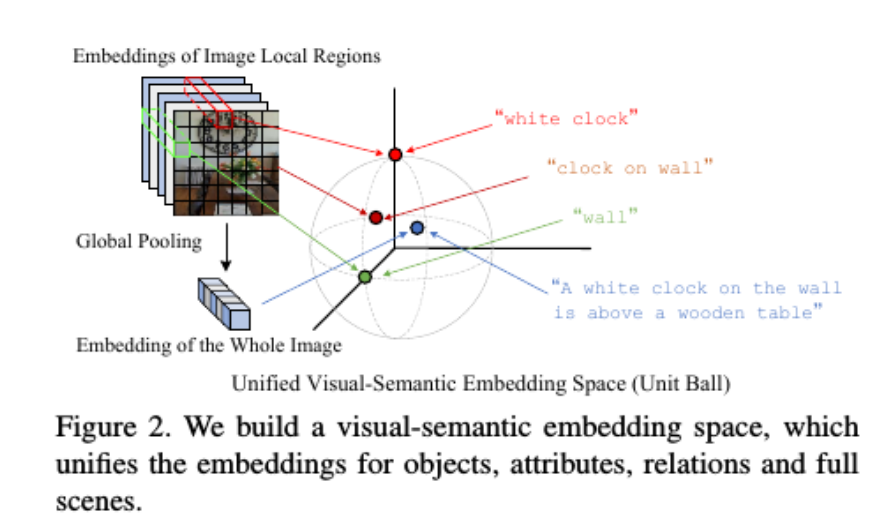 Embeddings of Image Local Regions
“white clock”
“clock on wall”
“wall”
Global Pooling
“A white clock on the wall
is above a wooden table”
Embedding of the Whole Image
Unified Visual-Semantic Embedding Space (Unit Ball)
Figure 2. We build a visual-semantic embedding space, which
unifies the embeddings for objects, attributes, relations and full
scenes.